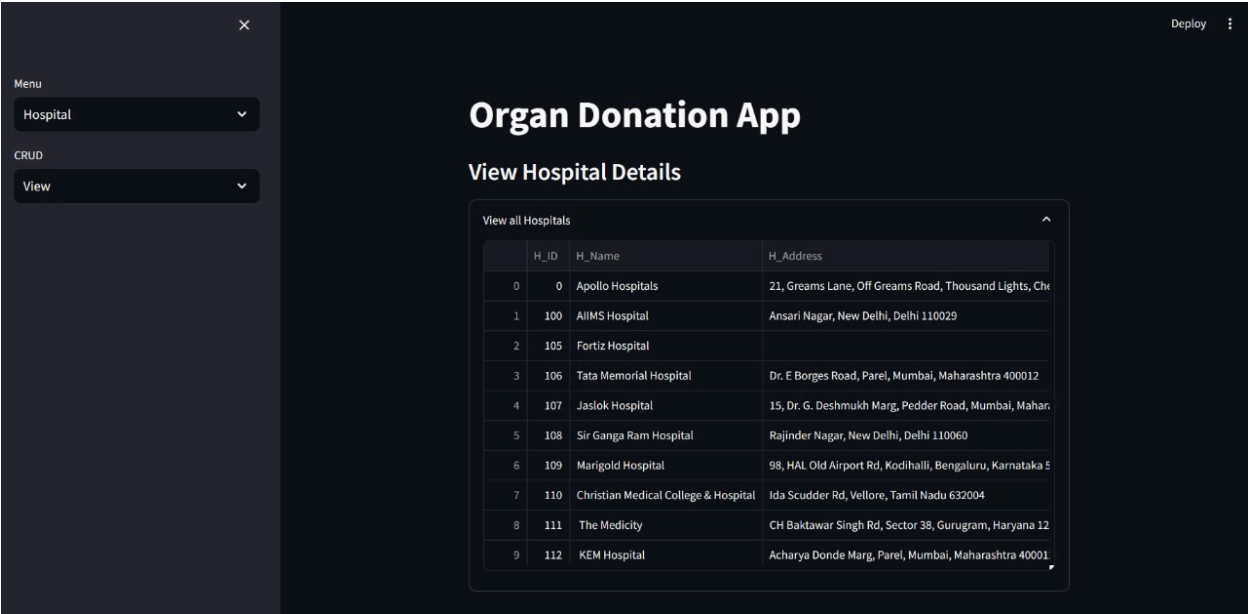 Deploy
Menu
Hospital
CRUD
View
Organ Donation App
View Hospital Details
View all Hospitals
H_ID H_Name H_Address
0 0 Apollo Hospitals 21, Greams Lane, Off Greams Road, Thousand Lights, Che
1 100 AIIMS Hospital Ansari Nagar, New Delhi, Delhi 110029
2 105 Fortiz Hospital
3 106 Tata Memorial Hospital Dr. E Borges Road, Parel, Mumbai, Maharashtra 400012
4 107 Jaslok Hospital 15, Dr. G. Deshmukh Marg, Pedder Road, Mumbai, Mahar
5 108 Sir Ganga Ram Hospital Rajinder Nagar, New Delhi, Delhi 110060
6 109 Marigold Hospital 98, HAL Old Airport Rd, Kodihalli, Bengaluru, Karnataka 5
7 110 Christian Medical College & Hospital Ida Scudder Rd, Vellore, Tamil Nadu 632004
8 111 The Medicity CH Baktawar Singh Rd, Sector 38, Gurugram, Haryana 12
9 112 KEM Hospital Acharya Donde Marg, Parel, Mumbai, Maharashtra 40001